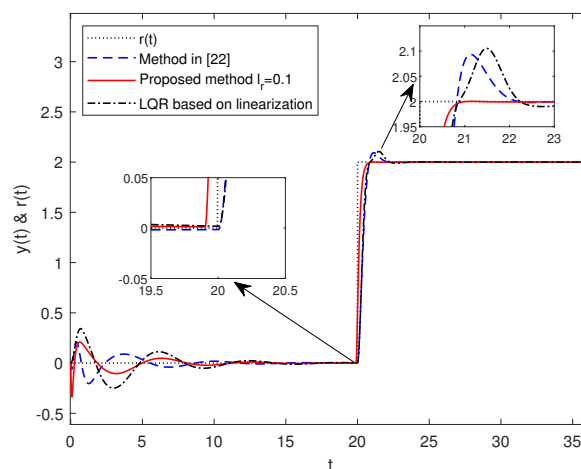 r(t)
Method in [22]
Proposed method l_r=0.1
LQR based on linearization
3
2.5
2
1.5
1
0.5
0
-0.5
0 5 10 15 20 25 30 35
y(t) & r(t)
t
2.1
2.05
2
1.95
20 21 22 23
0.05
0
-0.05
19.5 20 20.5